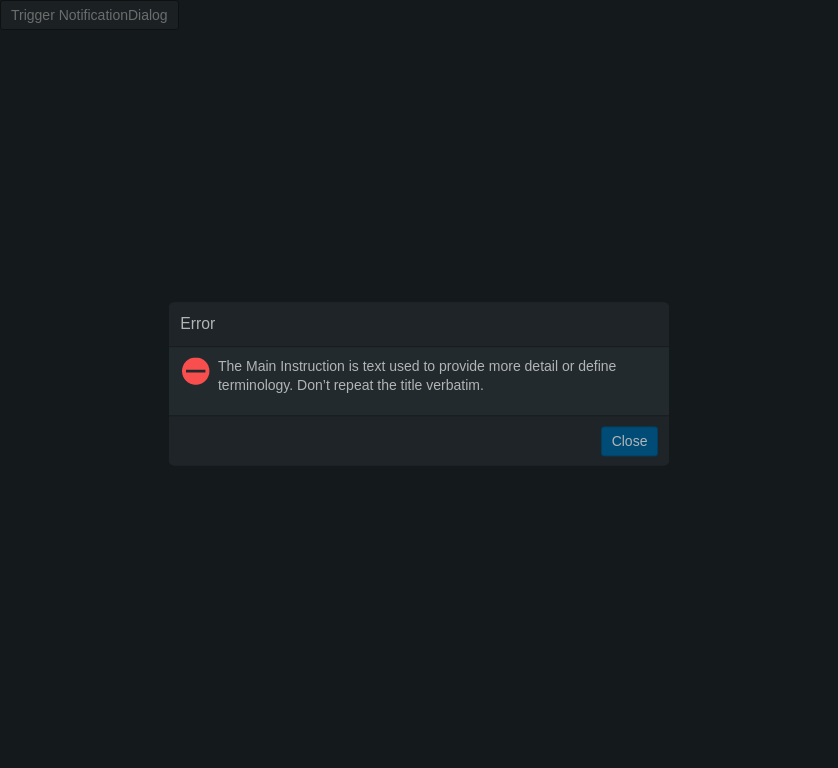 Trigger NotificationDialog
Error
The Main Instruction is text used to provide more detail or define
terminology. Don’t repeat the title verbatim.
Close